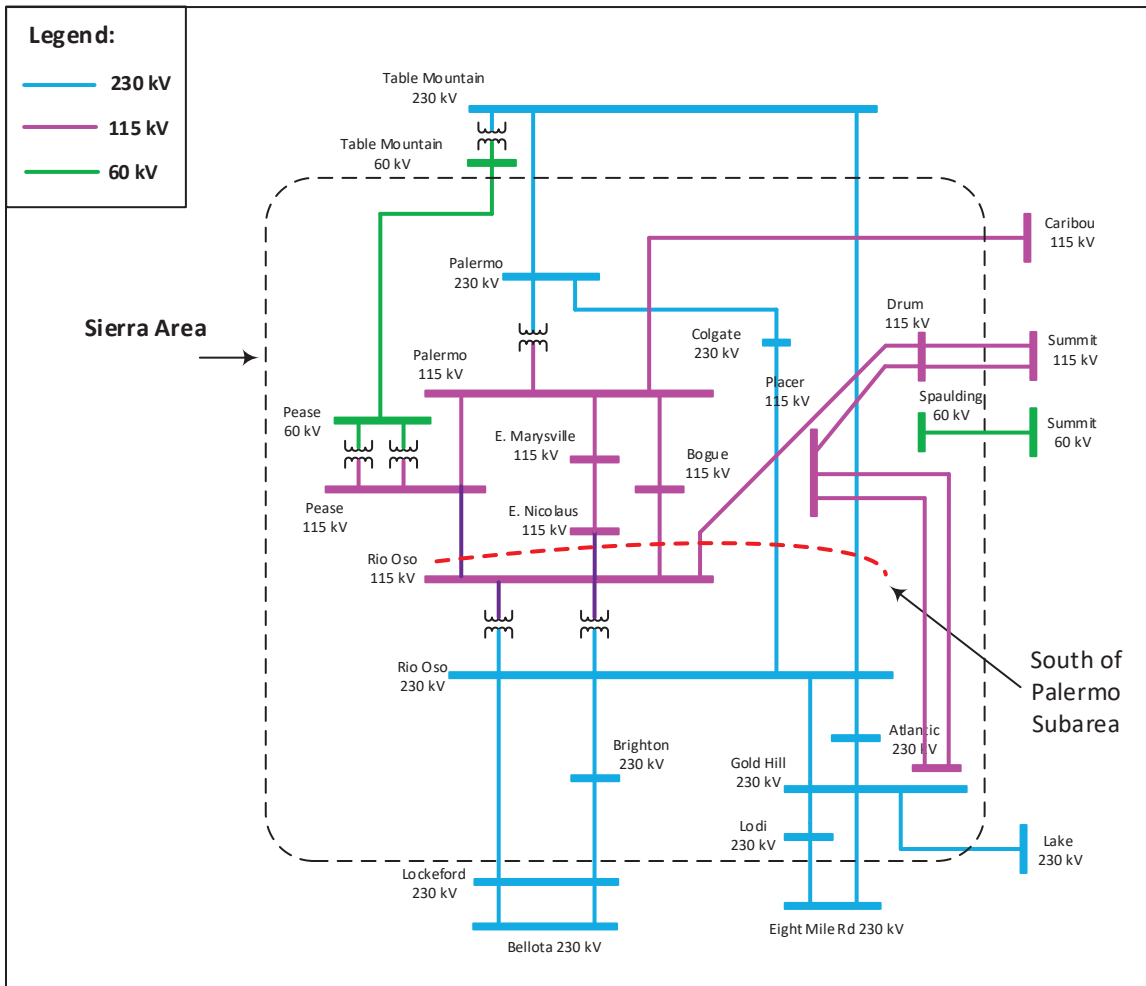 Legend:
230 kV
115 kV
60 kV
Table Mountain
230 kV
Table Mountain
60 kV
Caribou
115 kV
Palermo
230 kV
Drum
115 kV
Sierra Area
Colgate
230 kV
Summit
115 kV
Palermo
115 kV
Placer
115 kV
Spaulding
60 kV
Summit
60 kV
Pease
60 kV
E. Marysville
115 kV
Bogue
115 kV
Pease
115 kV
E. Nicolaus
115 kV
Rio Oso
115 kV
South of
Palermo
Subarea
Rio Oso
230 kV
Brighton
230 kV
Atlantic
230 kV
Gold Hill
230 kV
Lodi
230 kV
Lake
230 kV
Lockeford
230 kV
Bellota 230 kV
Eight Mile Rd 230 kV